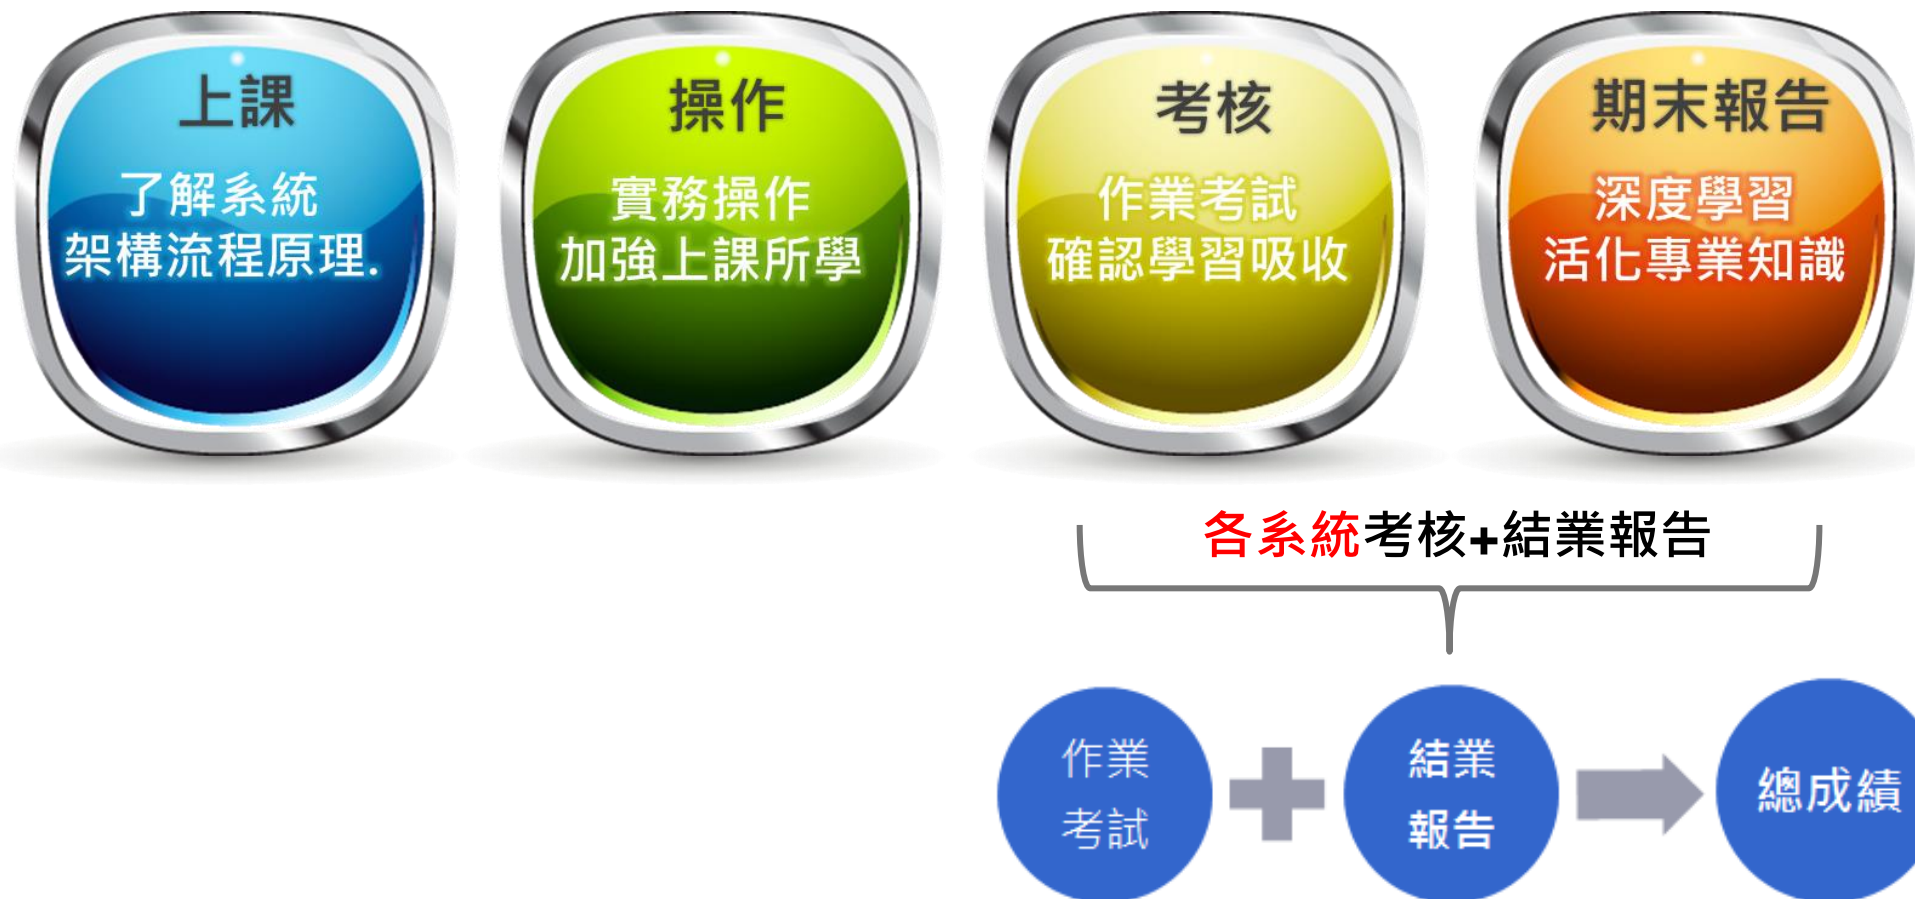 上課
了解系統
架構流程原理.
操作
實務操作
加強上課所學
考核
作業考試
確認學習吸收
期末報告
深度學習
活化專業知識
各系統考核+結業報告
作業
考試
結業
報告
總成績